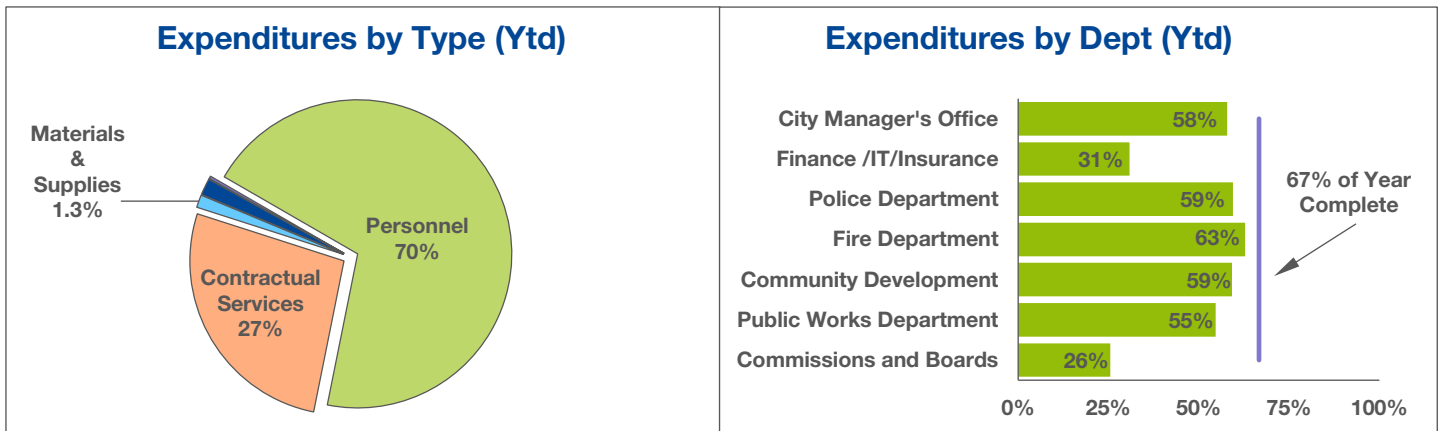 Expenditures by Type (Ytd)
Materials
&
Supplies
1.3%
Personnel
70%
Contractual
Services
27%
Expenditures by Dept (Ytd)
City Manager's Office
58%
Finance /IT/Insurance
31%
Police Department
59%
Fire Department
63%
Community Development
59%
Public Works Department
55%
Commissions and Boards
26%
67% of Year
Complete
0% 25% 50% 75% 100%